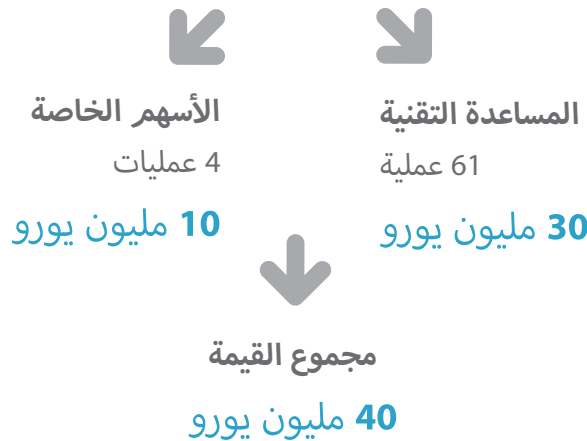 المساعدة التقنية
61 عملية
30 مليون يورو
الأسهم الخاصة
4 عمليات
10 مليون يورو
مجموع القيمة
40 مليون يورو